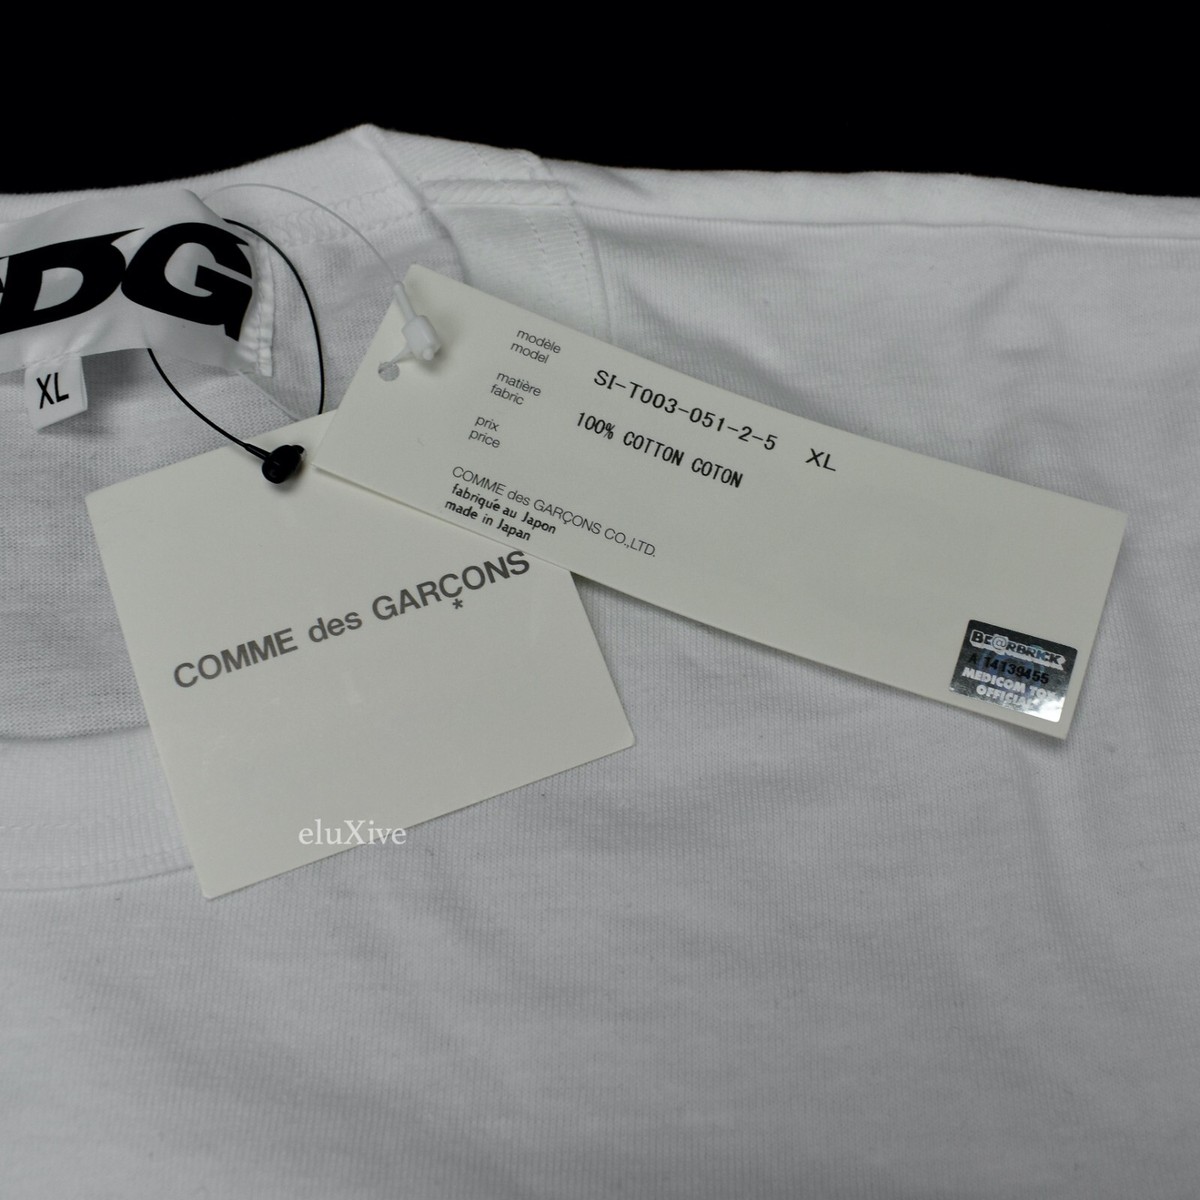 CDG
XL
modèle
model
SI-T003-051-2-5 XL
matière
fabric
100% COTTON COTON
prix
price
COMME des GARÇONS CO.,LTD.
fabriqué au Japon
made in Japan
BE@RBRICK
A 14139455
MEDICOM TOY
OFFICIAL
COMME des GARÇONS
*
eluXive